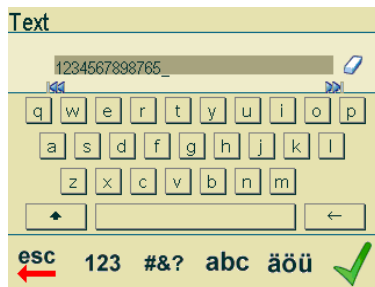 Text
1234567898765_
q w e r t y u i o p
a s d f g h j k l
z x c v b n m
esc 123 #&? abc äöü